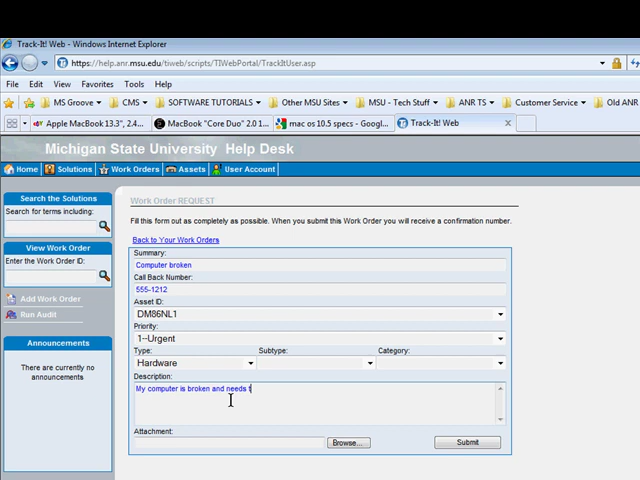 Track-It! Web - Windows Internet Explorer
https://help.anr.msu.edu/tiweb/scripts/TIWebPortal/TrackItUser.asp
File Edit View Favorites Tools Help
MS Groove CMS SOFTWARE TUTORIALS Other MSU Sites MSU - Tech Stuff ANR TS Customer Service Old ANR
Apple MacBook 13.3", 2.4... MacBook "Core Duo" 2.0 1... mac os 10.5 specs - Googl... Track-It! Web
Michigan State University Help Desk
Home Solutions Work Orders Assets User Account
Search the Solutions
Search for terms including:
View Work Order
Enter the Work Order ID:
Add Work Order
Run Audit
Announcements
There are currently no
announcements
Work Order REQUEST
Fill this form out as completely as possible. When you submit this Work Order you will receive a confirmation number.
Back to Your Work Orders
Summary:
Computer broken
Call Back Number:
555-1212
Asset ID:
DM86NL1
Priority:
1--Urgent
Type: Subtype: Category:
Hardware
Description:
My computer is broken and needs t
Attachment:
Browse... Submit